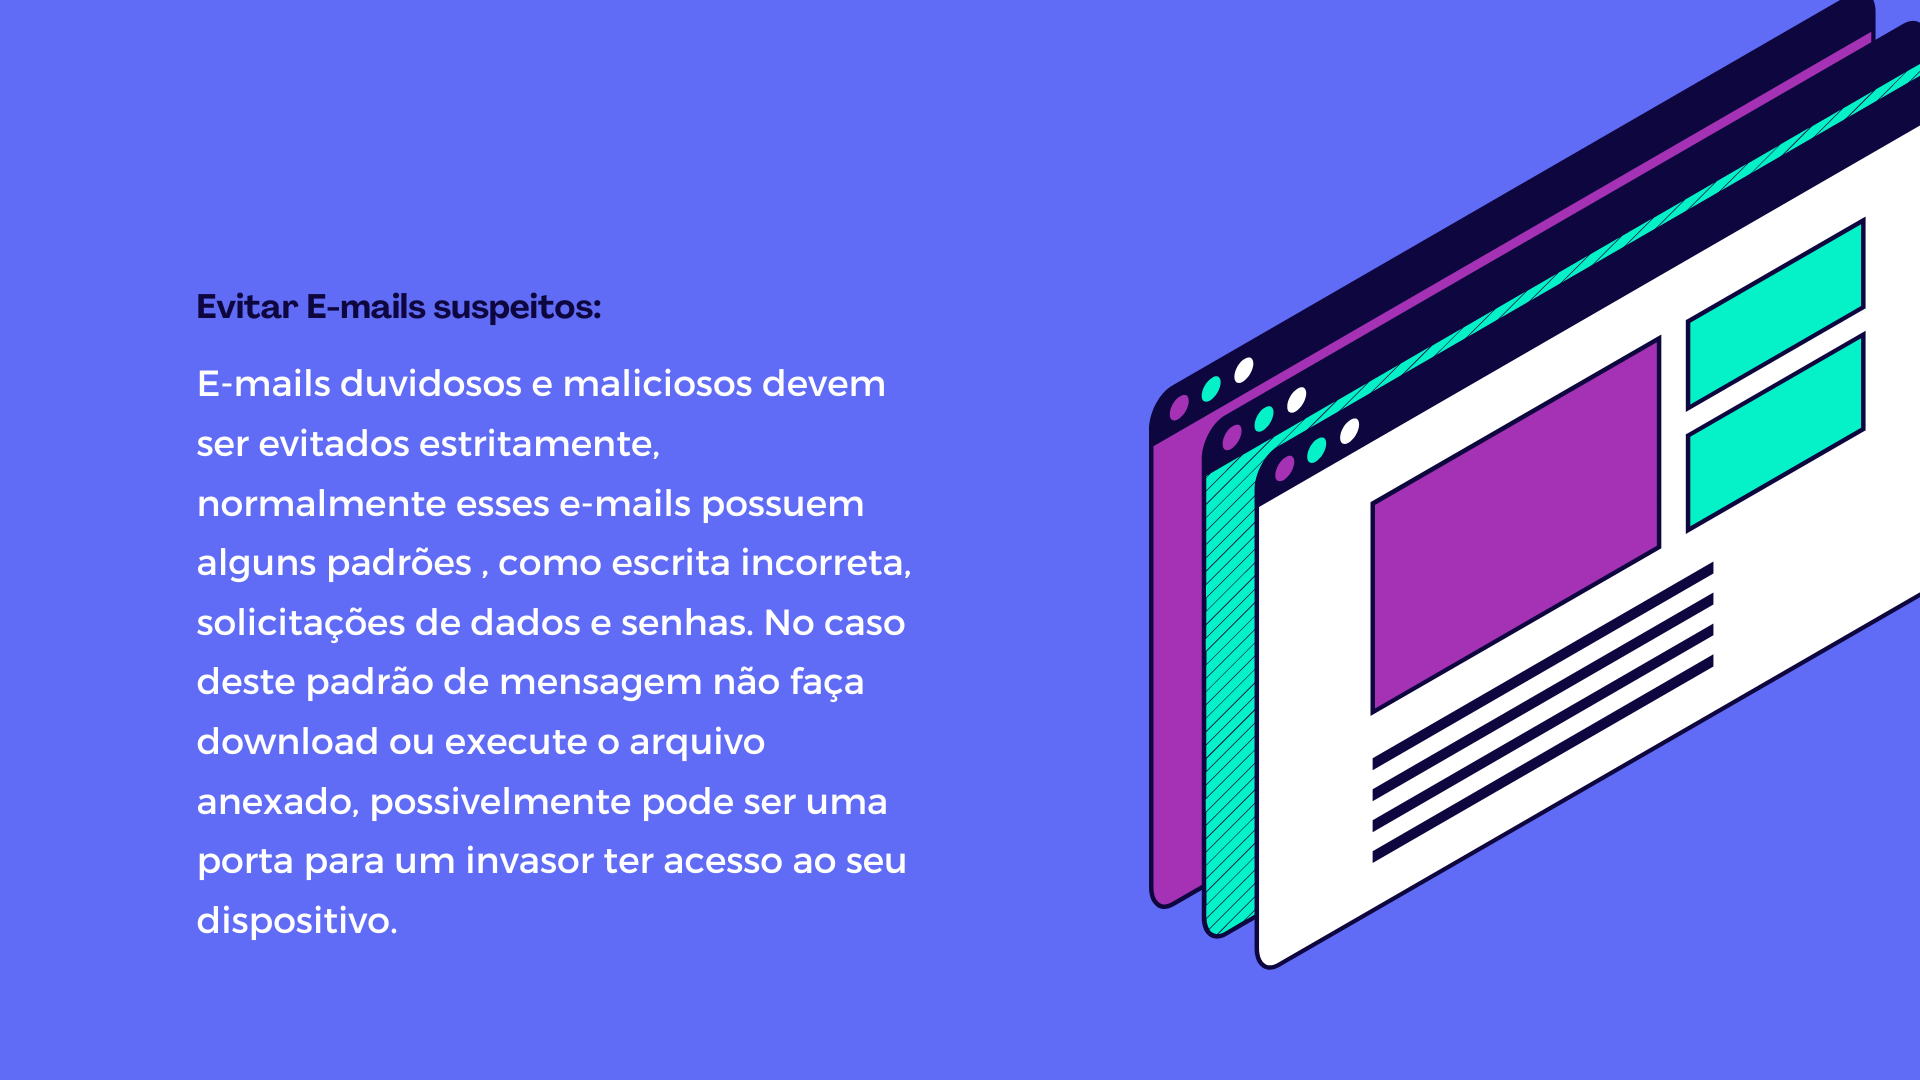 Evitar E-mails suspeitos:
E-mails duvidosos e maliciosos devem
ser evitados estritamente,
normalmente esses e-mails possuem
alguns padrões , como escrita incorreta,
solicitações de dados e senhas. No caso
deste padrão de mensagem não faça
download ou execute o arquivo
anexado, possivelmente pode ser uma
porta para um invasor ter acesso ao seu
dispositivo.